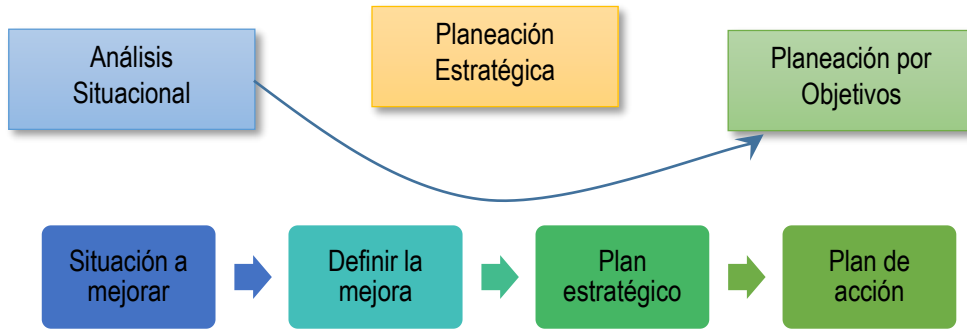 Análisis
Situacional
Planeación
Estratégica
Planeación por
Objetivos
Situación a
mejorar
Definir la
mejora
Plan
estratégico
Plan de
acción